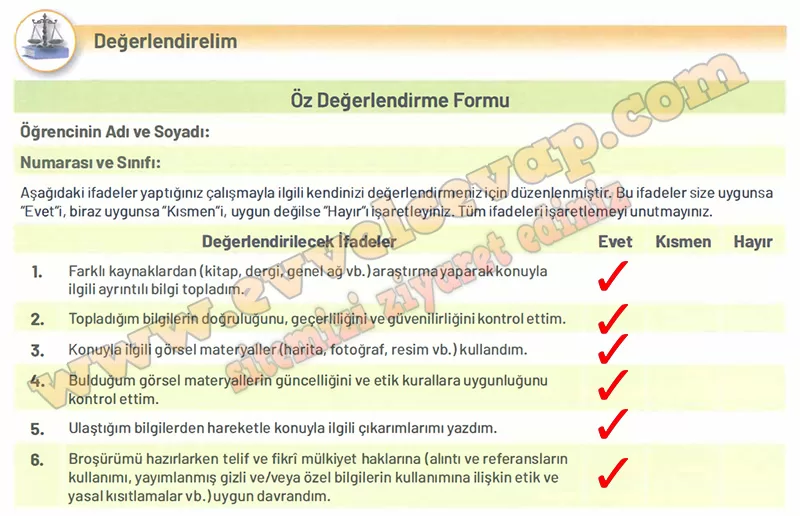 Değerlendirelim
Öz Değerlendirme Formu
Öğrencinin Adı ve Soyadı:
Numarası ve Sınıfı:
Aşağıdaki ifadeler yaptığınız çalışmayla ilgili kendinizi değerlendirmeniz için düzenlenmiştir. Bu ifadeler size uygunsa
"Evet"i, biraz uygunsa "Kısmen"i, uygun değilse "Hayır"ı işaretleyiniz. Tüm ifadeleri işaretlemeyi unutmayınız.
Değerlendirilecek İfadeler Evet Kısmen Hayır
1. Farklı kaynaklardan (kitap, dergi, genel ağ vb.) araştırma yaparak konuyla
ilgili ayrıntılı bilgi topladım.
2. Topladığım bilgilerin doğruluğunu, geçerliliğini ve güvenilirliğini kontrol ettim.
3. Konuyla ilgili görsel materyaller (harita, fotoğraf, resim vb.) kullandım.
4. Bulduğum görsel materyallerin güncelliğini ve etik kurallara uygunluğunu
kontrol ettim.
5. Ulaştığım bilgilerden hareketle konuyla ilgili çıkarımlarımı yazdım.
6. Broşürümü hazırlarken telif ve fikrî mülkiyet haklarına (alıntı ve referansların
kullanımı, yayımlanmış gizli ve/veya özel bilgilerin kullanımına ilişkin etik ve
yasal kısıtlamalar vb.) uygun davrandım.
www.evvelcevap.com
sitemizi ziyaret ediniz